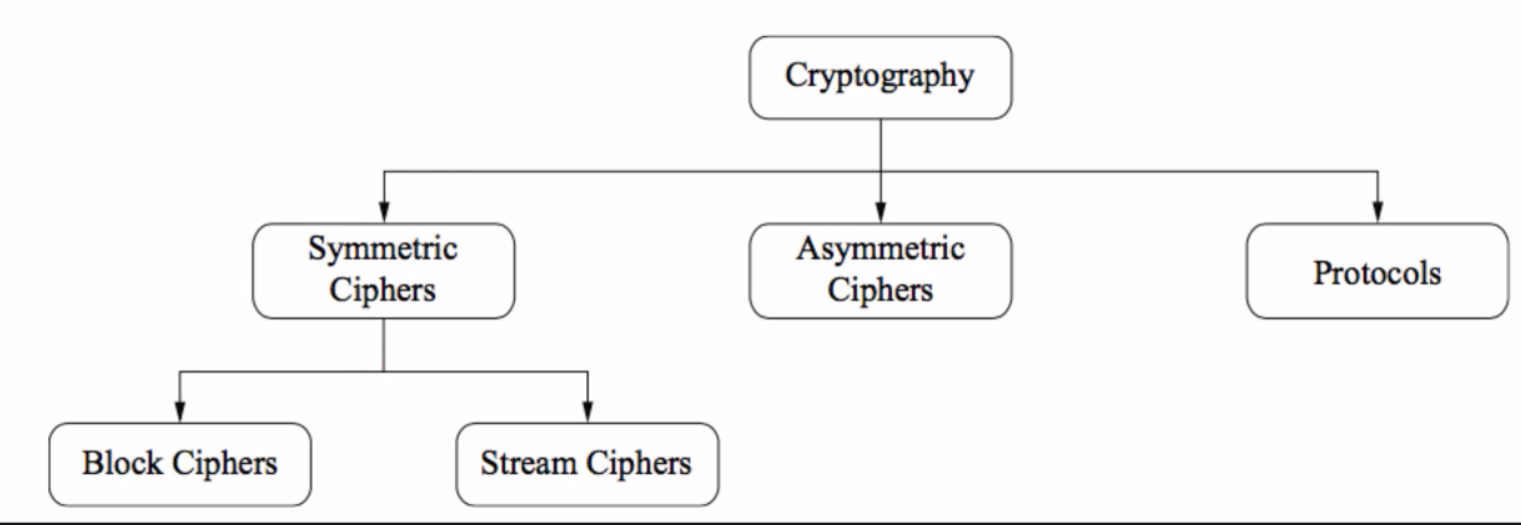 Cryptography
Symmetric
Ciphers
Asymmetric
Ciphers
Protocols
Block Ciphers
Stream Ciphers